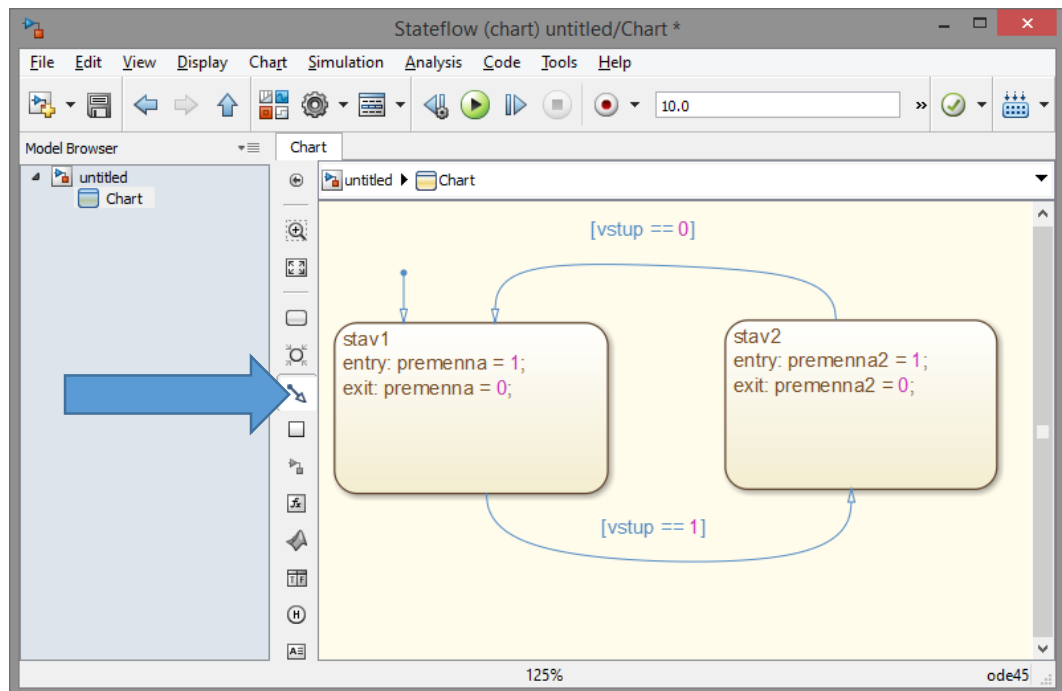 Stateflow (chart) untitled/Chart *
File Edit View Display Chart Simulation Analysis Code Tools Help
10.0 »
Model Browser
Chart
untitled
Chart
untitled Chart
[vstup == 0]
stav1
entry: premenna = 1;
exit: premenna = 0;
stav2
entry: premenna2 = 1;
exit: premenna2 = 0;
[vstup == 1]
fx
T F
H
A
125% ode45